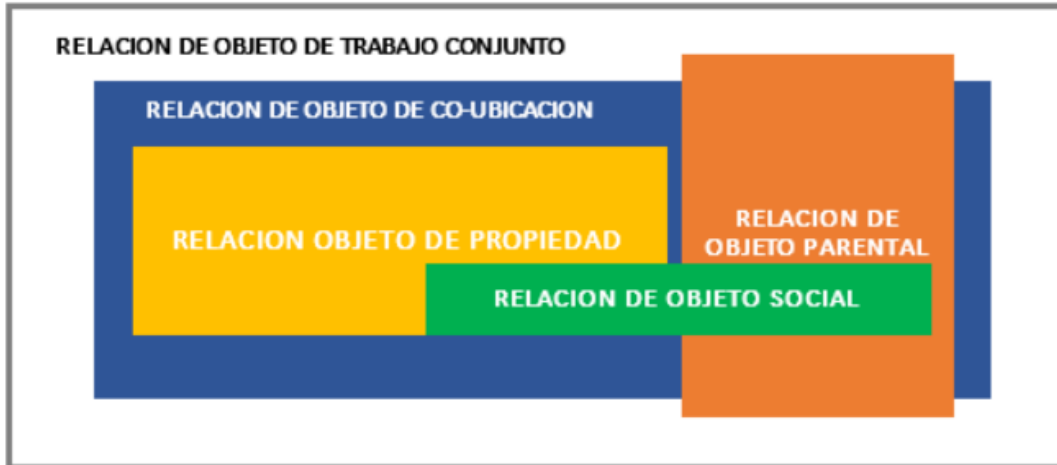 RELACION DE OBJETO DE TRABAJO CONJUNTO
RELACION DE OBJETO DE CO-UBICACION
RELACION OBJETO DE PROPIEDAD
RELACION DE
OBJETO PARENTAL
RELACION DE OBJETO SOCIAL